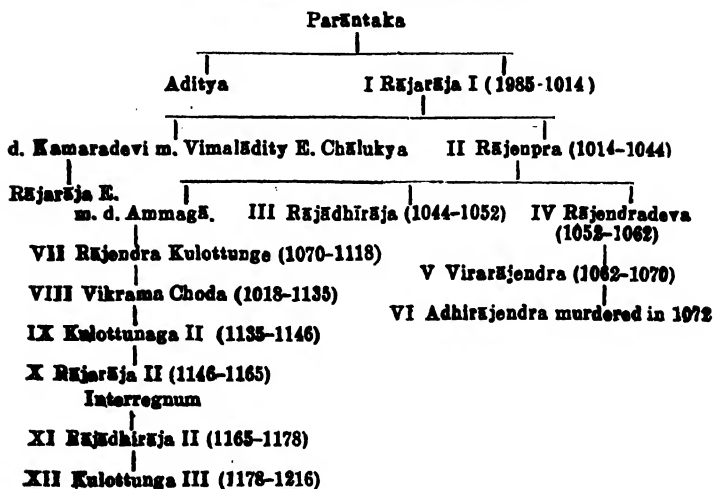 Parāntaka
Aditya I Rājarāja I (1985-1014)
d. Kamaradevi m. Vimalādity E. Chālukya II Rājenpra (1014-1044)
Rājarāja E.
m. d. Ammagā. III Rājādhīrāja (1044-1052) IV Rājendradeva
(1052-1062)
VII Rājendra Kulottunge (1070-1118)
V Virarājendra (1062-1070)
VIII Vikrama Choda (1018-1135)
VI Adhirājendra murdered in 1072
IX Kulottunaga II (1135-1146)
X Rājarāja II (1146-1165)
Interregnum
XI Rājādhirāja II (1165-1178)
XII Kulottunga III (1178-1216)